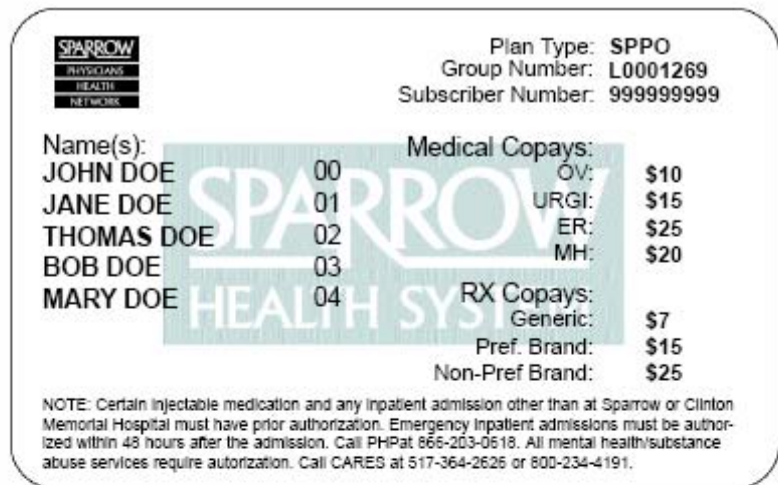 SPARROW
PHYSICIANS
HEALTH
NETWORK
Plan Type: SPPO
Group Number: L0001269
Subscriber Number: 999999999
Name(s):
JOHN DOE 00
JANE DOE 01
THOMAS DOE 02
BOB DOE 03
MARY DOE 04
Medical Copays:
OV: $10
URGI: $15
ER: $25
MH: $20
RX Copays:
Generic: $7
Pref. Brand: $15
Non-Pref Brand: $25
SPARROW
HEALTH SYSTEM
NOTE: Certain injectable medication and any inpatient admission other than at Sparrow or Clinton
Memorial Hospital must have prior authorization. Emergency inpatient admissions must be author-
ized within 48 hours after the admission. Call PHPat 866-203-0618. All mental health/substance
abuse services require autorization. Call CARES at 517-364-2626 or 800-234-4191.